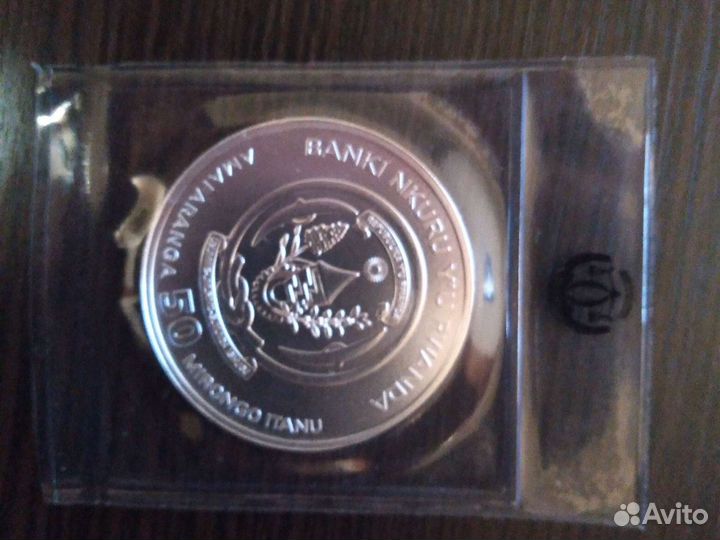 BANKI NKURU Y'U RWANDA
AMAFARANGA 50 MIRONGO ITANU
Avito